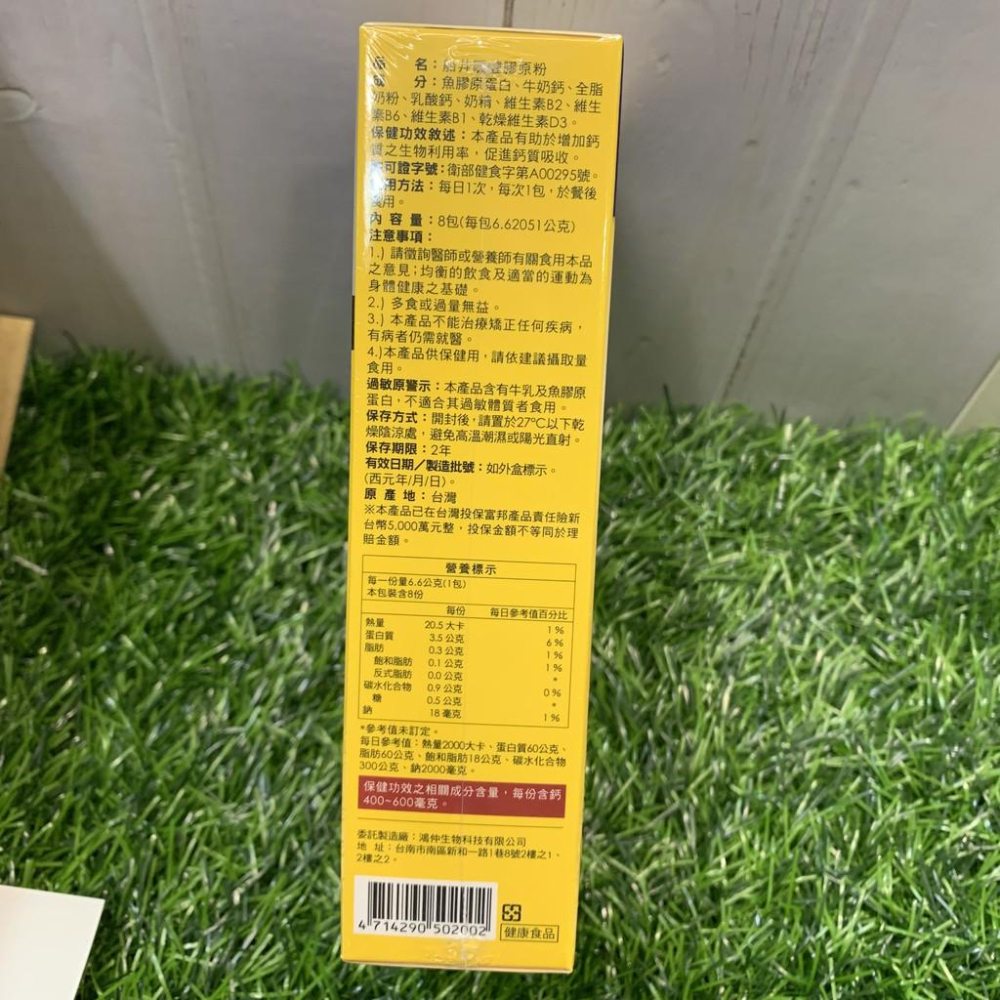 名：船井 膠原粉
成 分：魚膠原蛋白、牛奶鈣、全脂
奶粉、乳酸鈣、奶精、維生素B2、維生
素B6、維生素B1、乾燥維生素D3。
保健功效敘述：本產品有助於增加鈣
質之生物利用率，促進鈣質吸收。
許可證字號：衛部健食字第A00295號。
食用方法：每日1次，每次1包，於餐後
食用。
內 容 量：8包(每包6.62051公克)
注意事項：
1.) 請徵詢醫師或營養師有關食用本品
之意見；均衡的飲食及適當的運動為
身體健康之基礎。
2.) 多食或過量無益。
3.) 本產品不能治療矯正任何疾病，
有病者仍需就醫。
4.)本產品供保健用，請依建議攝取量
食用。
過敏原警示：本產品含有牛乳及魚膠原
蛋白，不適合其過敏體質者食用。
保存方式：開封後，請置於27°C以下乾
燥陰涼處，避免高溫潮濕或陽光直射。
保存期限：2年
有效日期／製造批號：如外盒標示。
(西元年/月/日)。
原 產 地：台灣
※本產品已在台灣投保富邦產品責任險新
台幣5,000萬元整，投保金額不等同於理
賠金額。
營養標示
每一份量6.6公克(1包)
本包裝含8份
每份 每日參考值百分比
熱量 20.5 大卡 1%
蛋白質 3.5 公克 6%
脂肪 0.3 公克 1%
飽和脂肪 0.1 公克 1%
反式脂肪 0.0 公克 *
碳水化合物 0.9 公克 0%
糖 0.5 公克 *
鈉 18 毫克 1%
*參考值未訂定。
每日參考值：熱量2000大卡、蛋白質60公克、
脂肪60公克、飽和脂肪18公克、碳水化合物
300公克、鈉2000毫克。
保健功效之相關成分含量，每份含鈣
400~600毫克。
委託製造廠：鴻仲生物科技有限公司
地 址：台南市南區新和一路1巷8號2樓之1、
2樓之2。
4 714290 502002
健康食品